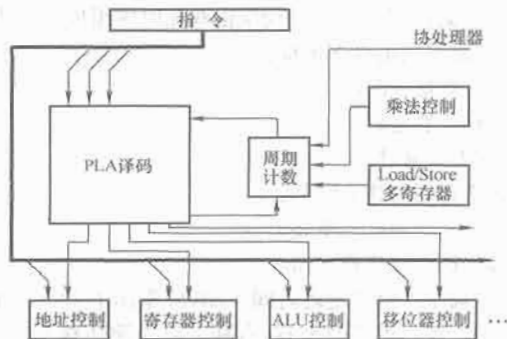 指令
协处理器
乘法控制
PLA译码
周期
计数
Load/Store
多寄存器
地址控制
寄存器控制
ALU控制
移位器控制
…